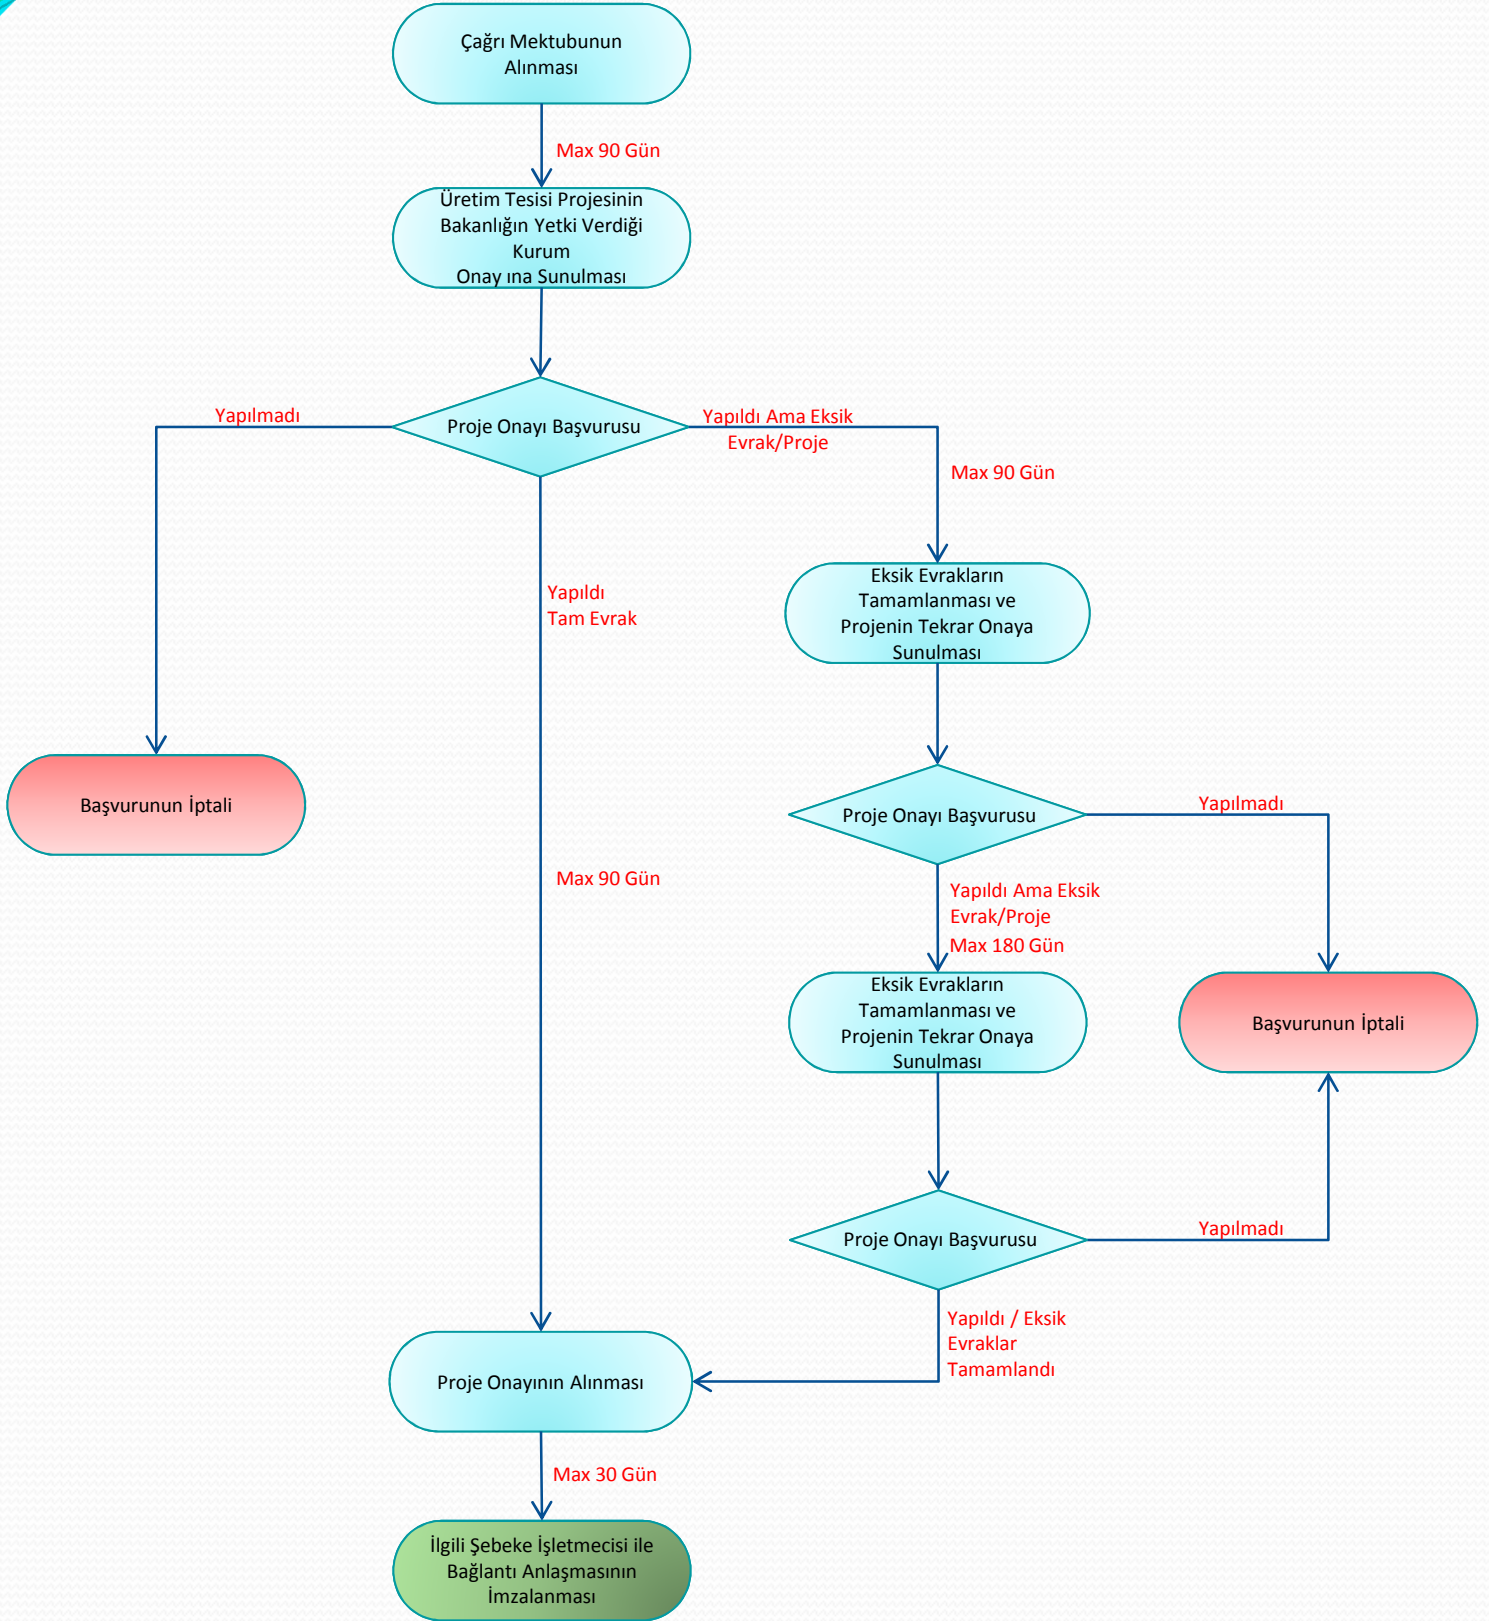 Çağrı Mektubunun
Alınması
Max 90 Gün
Üretim Tesisi Projesinin
Bakanlığın Yetki Verdiği
Kurum
Onay ına Sunulması
Yapılmadı
Proje Onayı Başvurusu
Yapıldı Ama Eksik
Evrak/Proje
Max 90 Gün
Yapıldı
Tam Evrak
Eksik Evrakların
Tamamlanması ve
Projenin Tekrar Onaya
Sunulması
Başvurunun İptali
Proje Onayı Başvurusu
Yapılmadı
Max 90 Gün
Yapıldı Ama Eksik
Evrak/Proje
Max 180 Gün
Eksik Evrakların
Tamamlanması ve
Projenin Tekrar Onaya
Sunulması
Başvurunun İptali
Proje Onayı Başvurusu
Yapılmadı
Yapıldı / Eksik
Evraklar
Tamamlandı
Proje Onayının Alınması
Max 30 Gün
İlgili Şebeke İşletmecisi ile
Bağlantı Anlaşmasının
İmzalanması